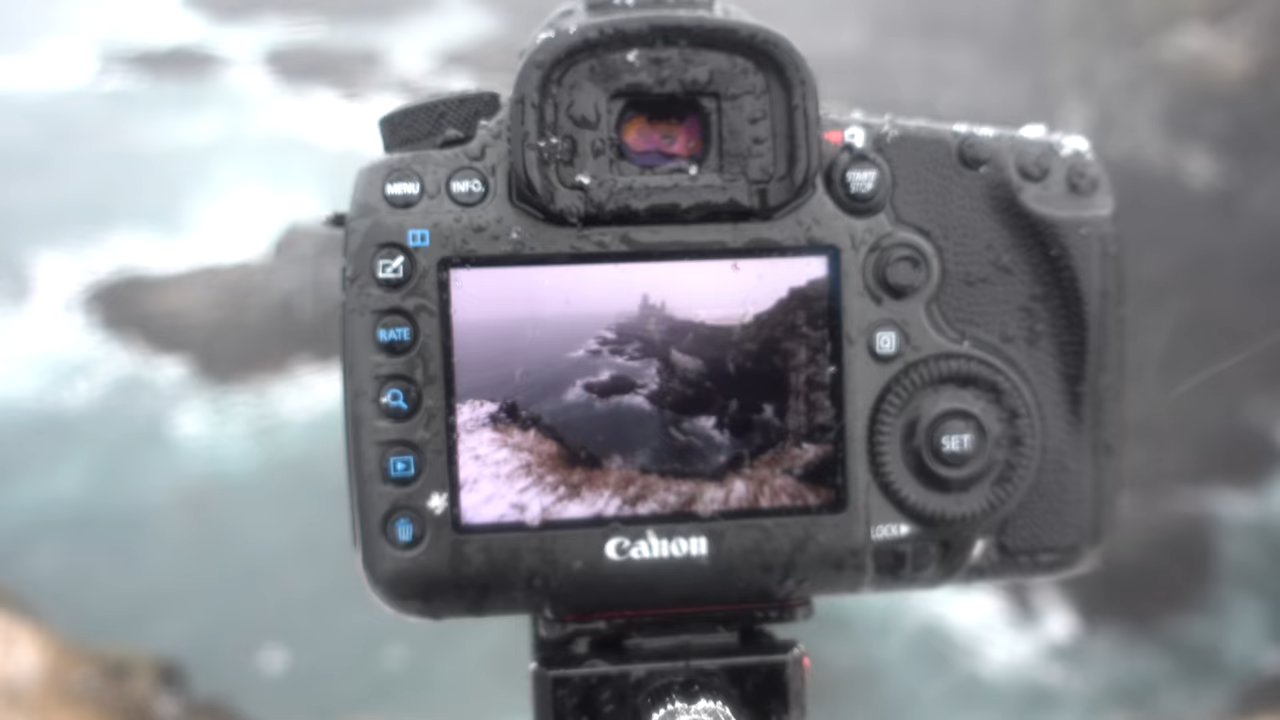 MENU
INFO.
START/
STOP
RATE
Q
SET
Canon
LOCK▶